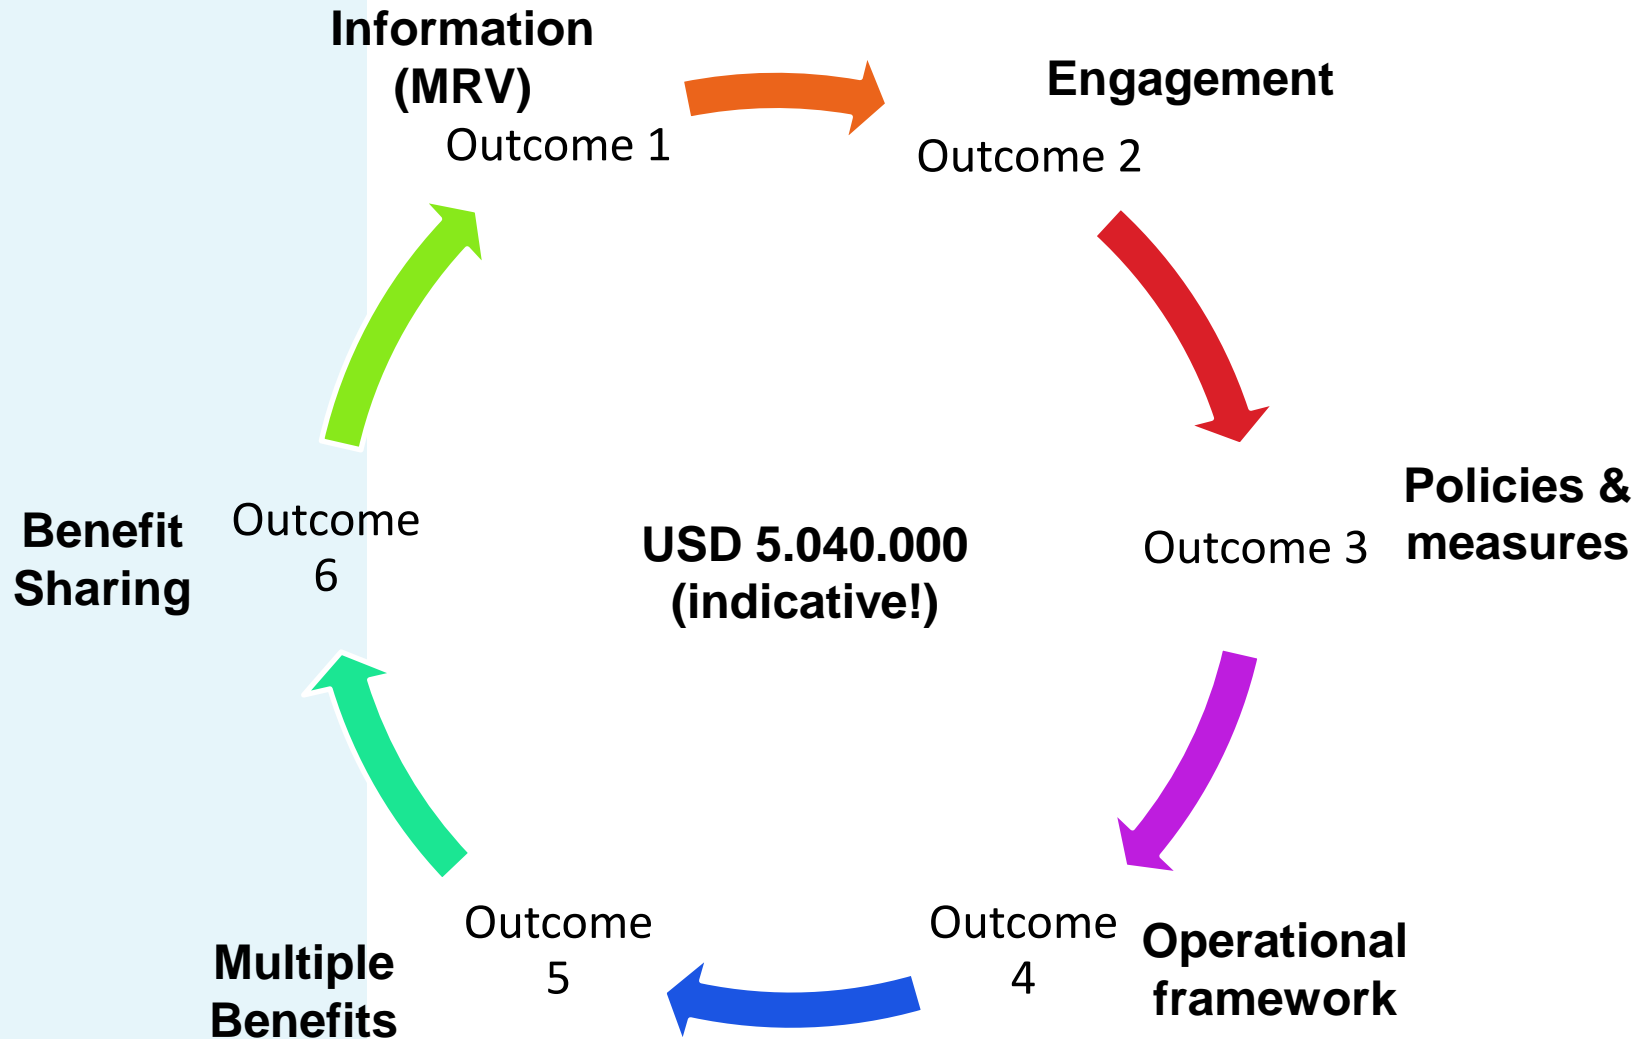 Information
(MRV)
Outcome 1
Engagement
Outcome 2
Policies &
measures
Outcome 3
Operational
framework
Outcome
4
Outcome
5
Multiple
Benefits
Benefit
Sharing
Outcome
6
USD 5.040.000
(indicative!)